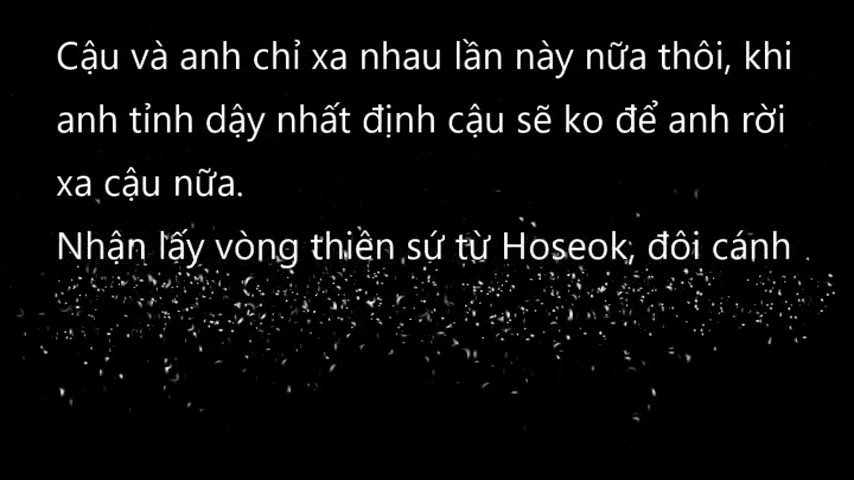 Cậu và anh chỉ xa nhau lần này nữa thôi, khi
anh tỉnh dậy nhất định cậu sẽ ko để anh rời
xa cậu nữa.
Nhận lấy vòng thiên sứ từ Hoseok, đôi cánh